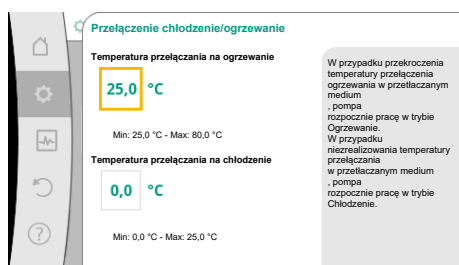 Przełączenie chłodzenie/ogrzewanie
Temperatura przełączania na ogrzewanie
25,0 °C
Min: 25,0 °C - Max: 80,0 °C
Temperatura przełączania na chłodzenie
0,0 °C
Min: 0,0 °C - Max: 25,0 °C
W przypadku przekroczenia
temperatury przełączenia
ogrzewania w przetłaczanym
medium
, pompa
rozpocznie pracę w trybie
Ogrzewanie.
W przypadku
niezrealizowania temperatury
przełączania
w przetłaczanym medium
, pompa
rozpocznie pracę w trybie
Chłodzenie.
?